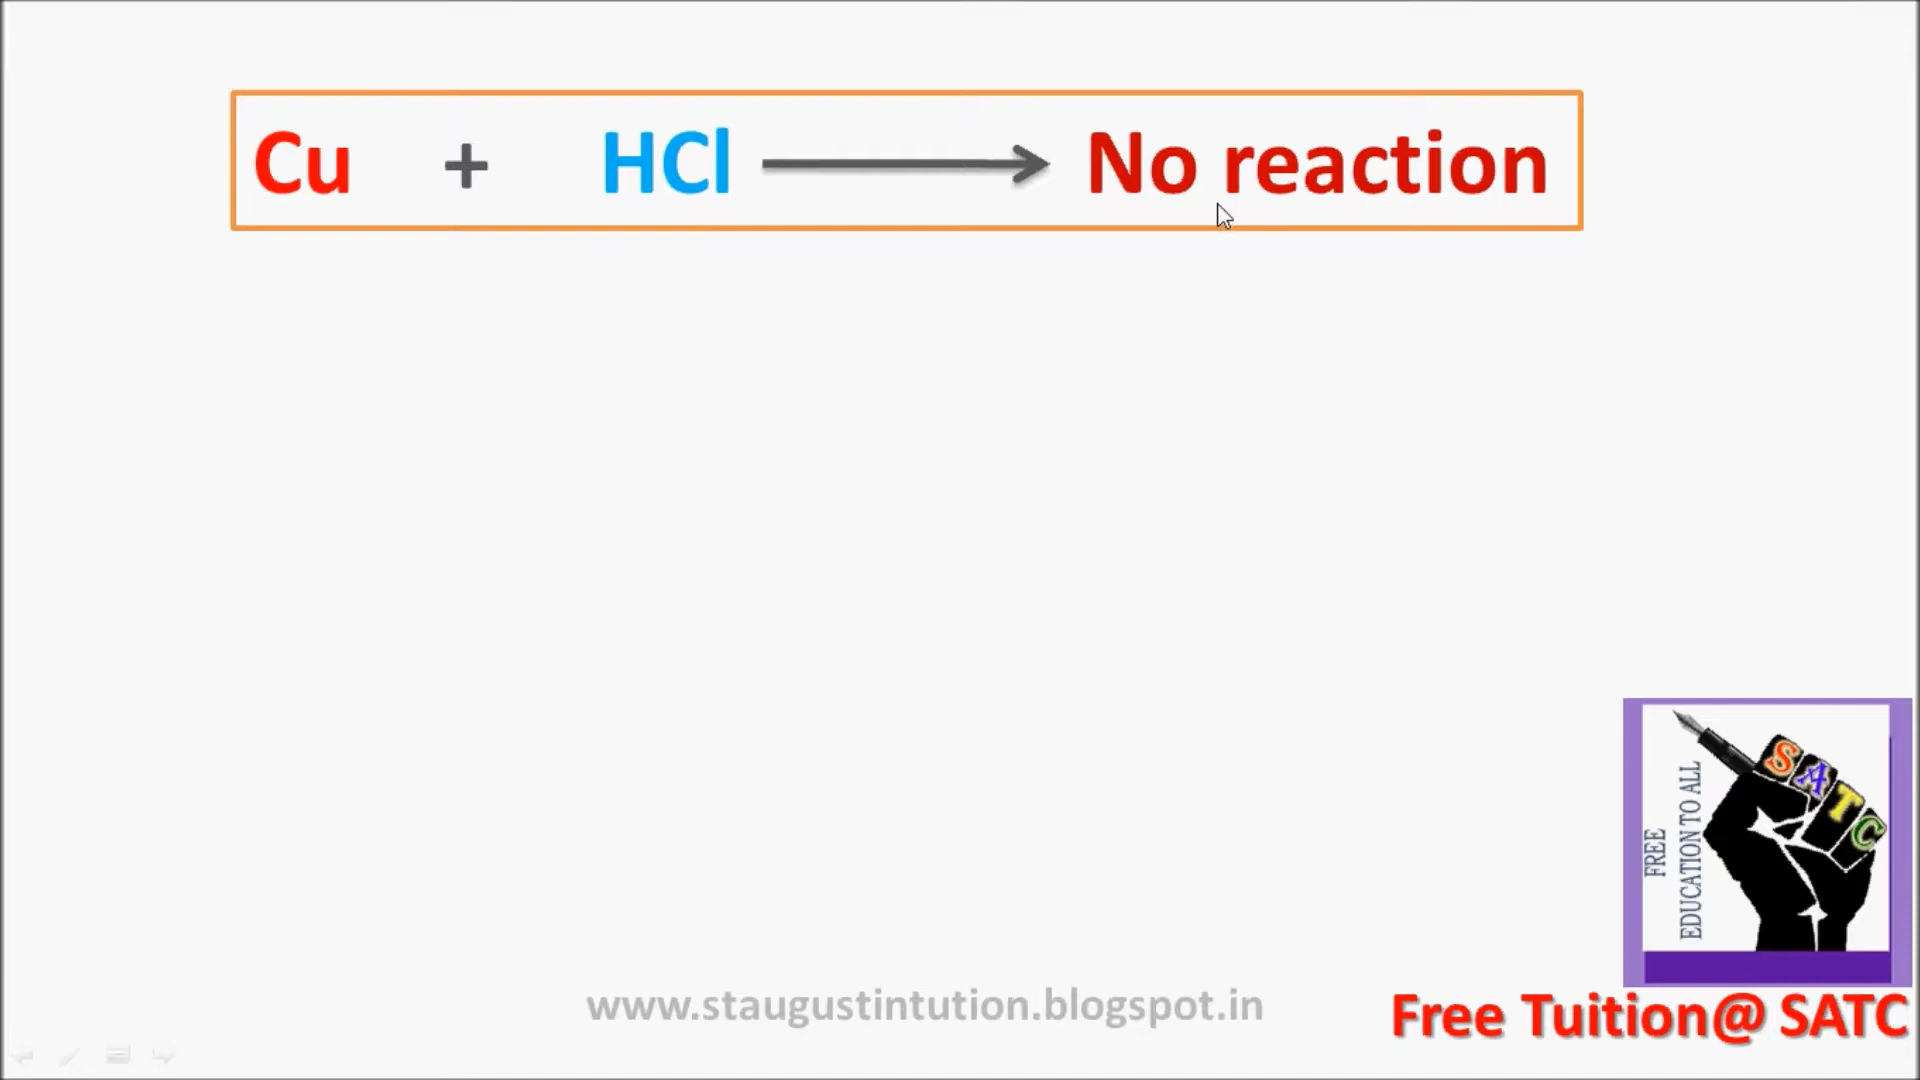 Cu + HCl → No reaction
SATC
FREE
EDUCATION TO ALL
www.staugustintution.blogspot.in
Free Tuition@ SATC